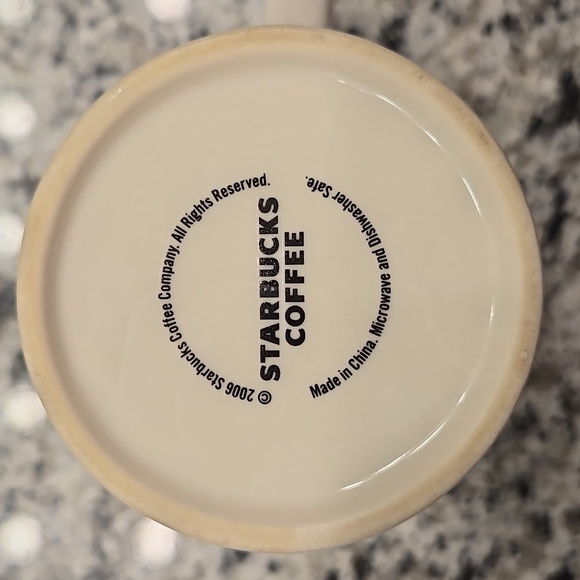 © 2006 Starbucks Coffee Company. All Rights Reserved.
STARBUCKS
COFFEE
Made in China. Microwave and Dishwasher Safe.